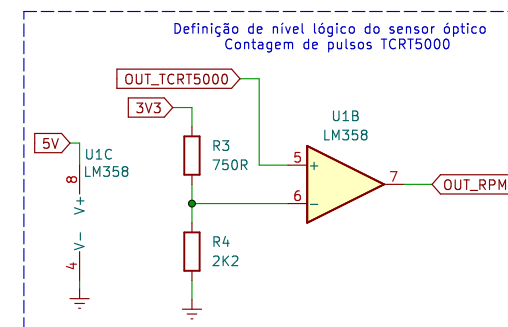 Definição de nível lógico do sensor óptico
Contagem de pulsos TCRT5000
OUT_TCRT5000
3V3
U1B
LM358
5V
U1C
LM358
R3
750R
8
V+
5
+
7
OUT_RPM
6
−
V−
4
R4
2K2